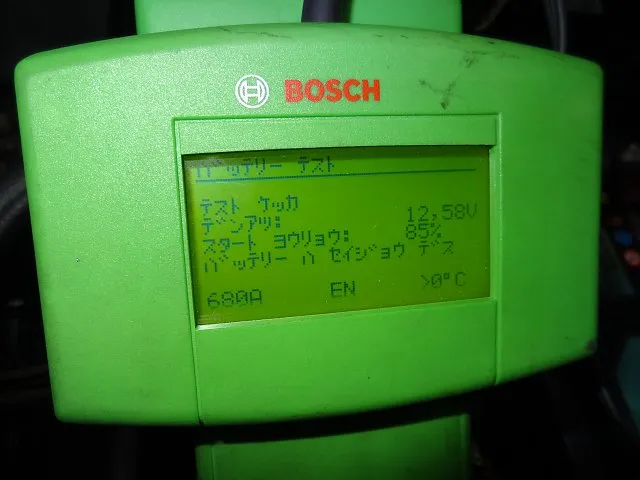 BOSCH
バッテリー テスト
テスト ケッカ
デンアツ: 12,58V
スタート ヨウリョウ: 85%
バッテリー ハ セイジョウ デス
680A EN >0°C